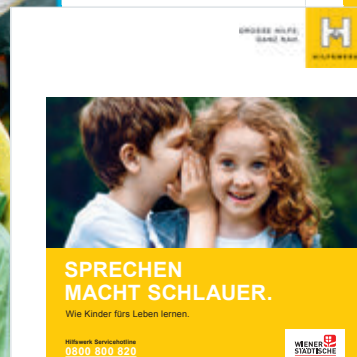 GROSSE HILFE,
GANZ NAH.
HILFSWERK
SPRECHEN
MACHT SCHLAUER.
Wie Kinder fürs Leben lernen.
Hilfswerk Servicehotline
0800 800 820
WIENER
STÄDTISCHE